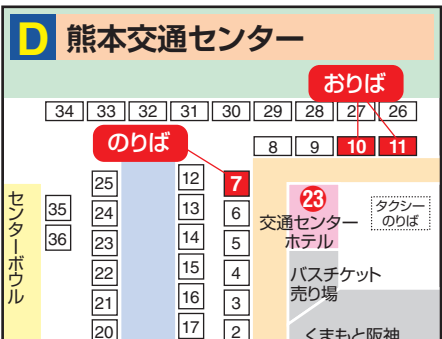 D 熊本交通センター
おりば
34 33 32 31 30 29 28 27 26
のりば
8 9 10 11
25 12 7
センターボウル
35 24 13 6
36 23 14 5
22 15 4
21 16 3
20 17 2
23
交通センター
ホテル
タクシー
のりば
バスチケット
売り場
くまもと阪神